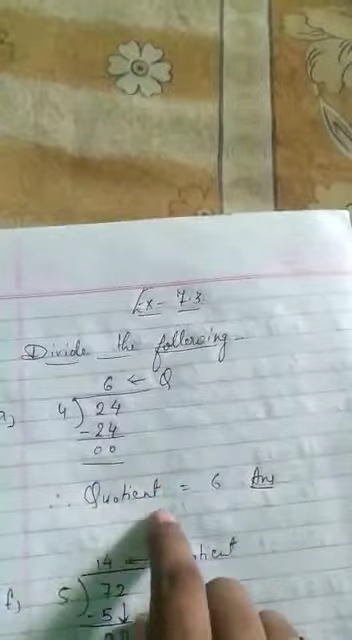 Ex - 7.3.
Divide the following -
6 ← Q
a, 4 ) 24
- 24
00
∴ Quotient = 6 Ans
14 ←
f, 5 ) 72
- 5 ↓